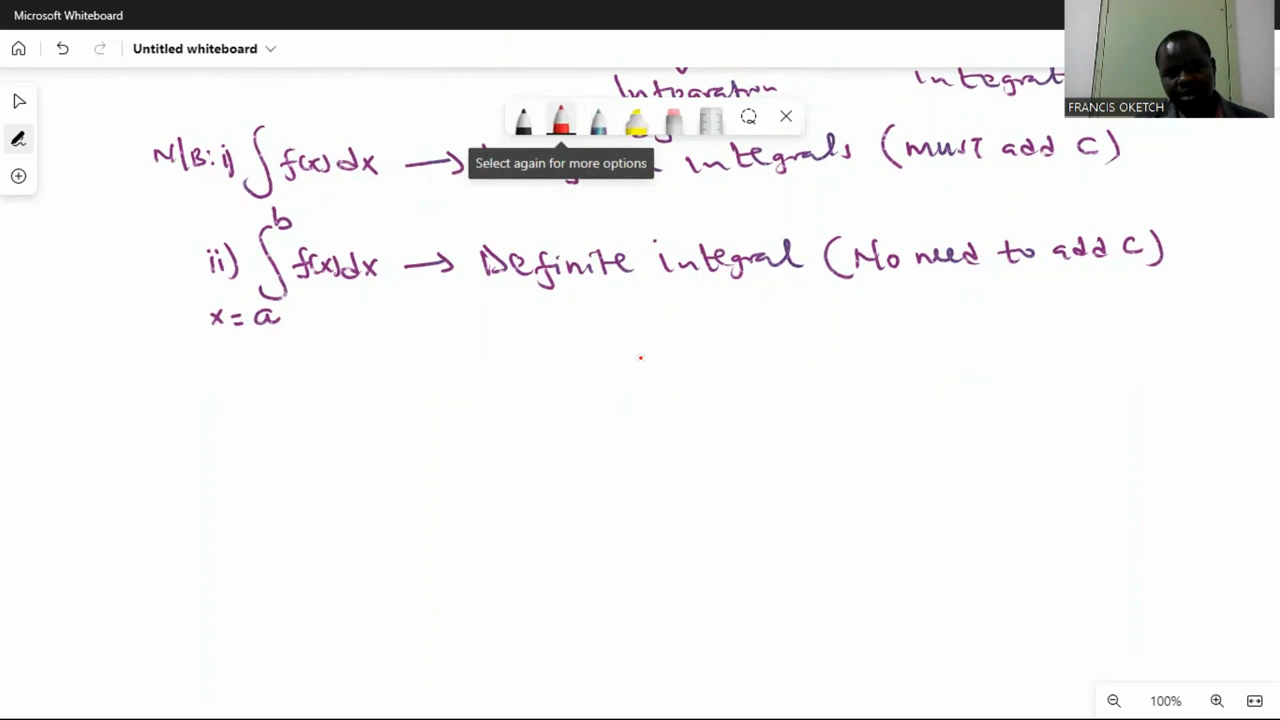 Microsoft Whiteboard
Untitled whiteboard
FRANCIS OKETCH
Integration
Select again for more options
N/B: i) ∫ f(x) dx → integrals (must add C)
ii) ∫ b f(x) dx → Definite integral (No need to add C)
x = a
100%